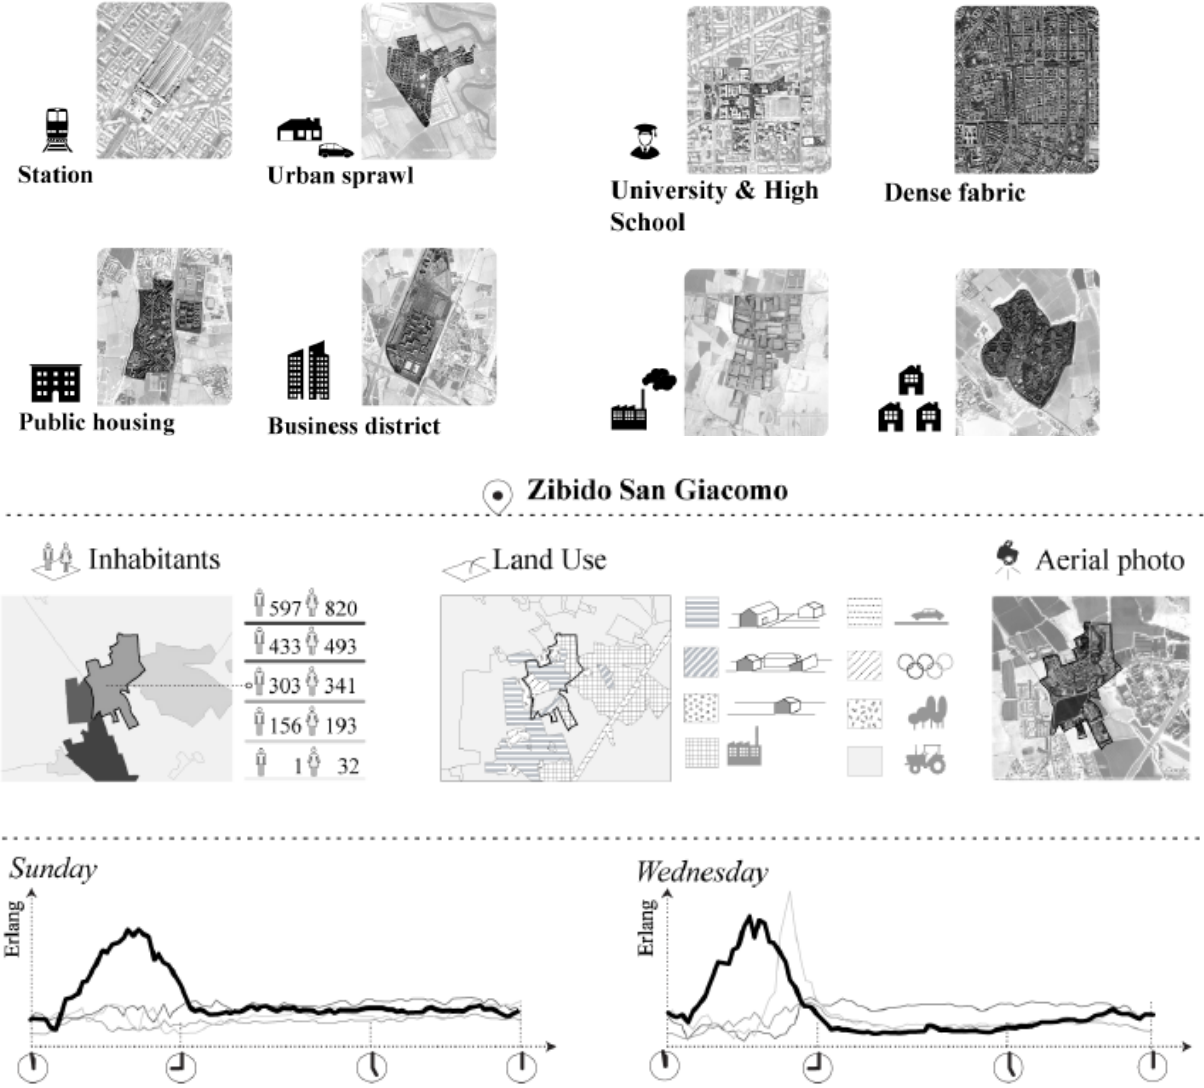 Station
Urban sprawl
University & High
School
Dense fabric
Public housing
Business district
Zibido San Giacomo
Inhabitants
Land Use
Aerial photo
597 820
433 493
303 341
156 193
1 32
Google
Sunday
Wednesday
Erlang
Erlang